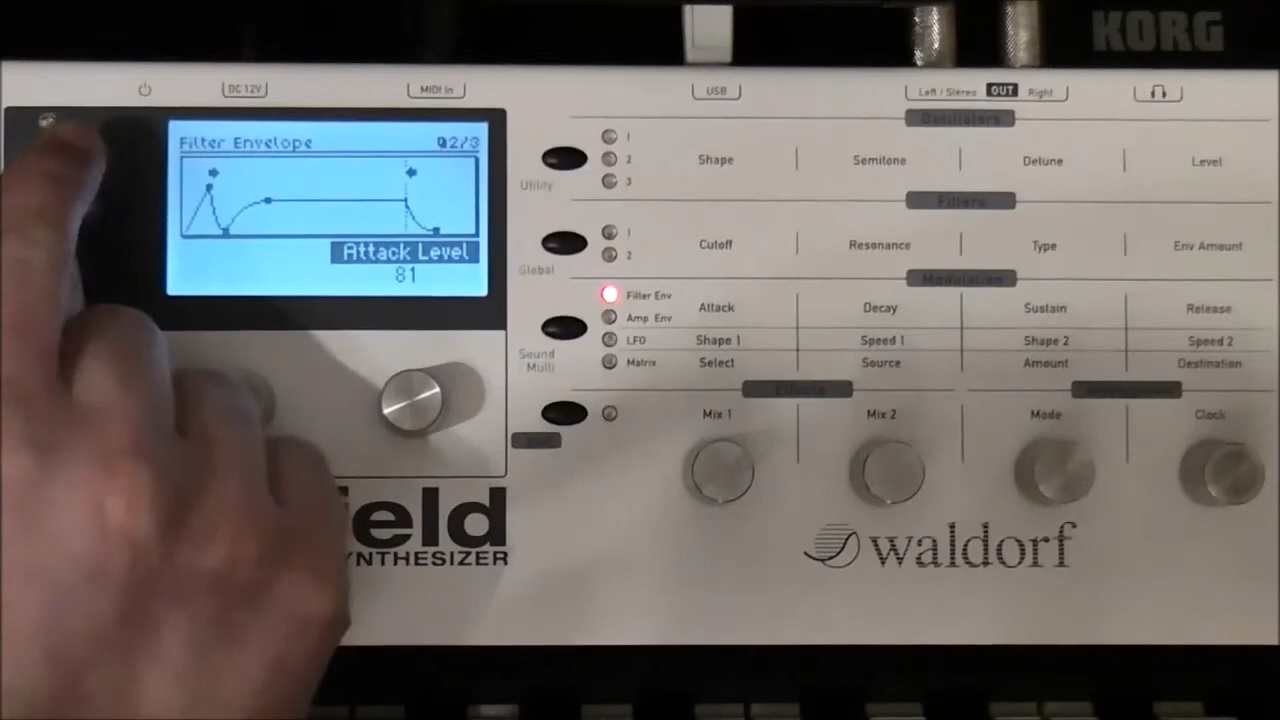 KORG
DC 12V
MIDI In
USB
Left / Stereo OUT Right
Oscillators
Filter Envelope 2/3
1
2
3
Shape Semitone Detune Level
Utility
Filters
1
2
Cutoff Resonance Type Env Amount
Attack Level
81
Global
Modulation
Filter Env
Attack Decay Sustain Release
Amp Env
LFO
Shape 1 Speed 1 Shape 2 Speed 2
Sound
Multi
Matrix
Select Source Amount Destination
Effects
Mix 1 Mix 2 Mode Clock
ield
YNTHESIZER
waldorf